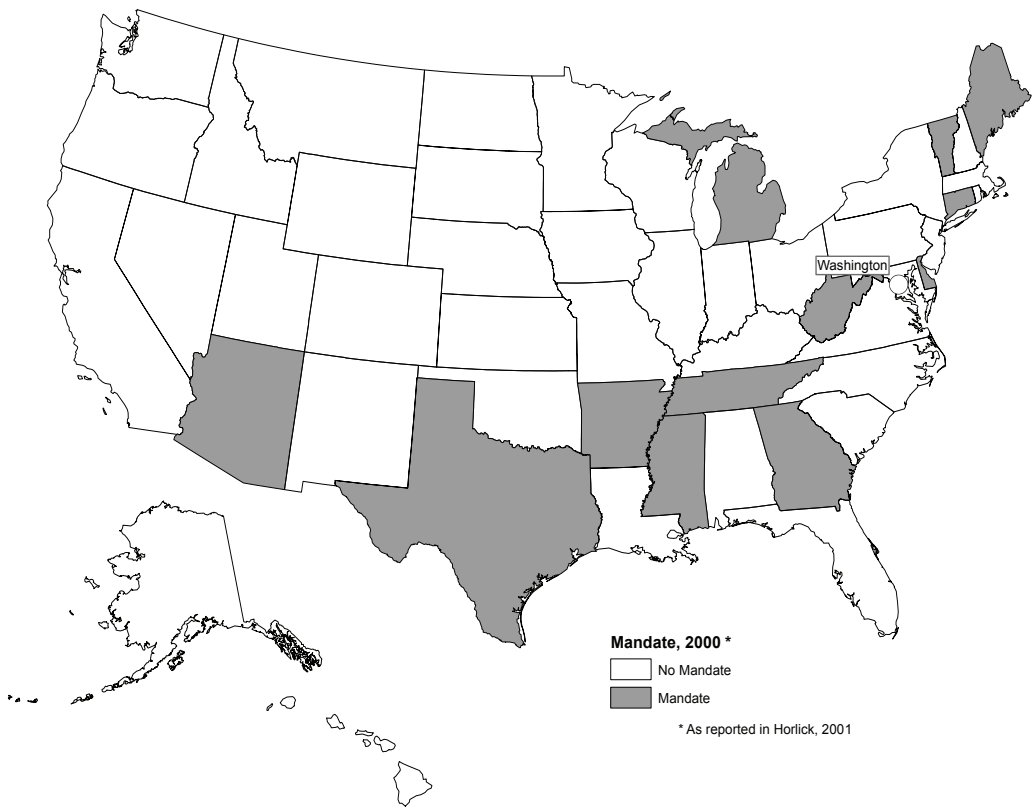 Washington
Mandate, 2000 *
No Mandate
Mandate
* As reported in Horlick, 2001